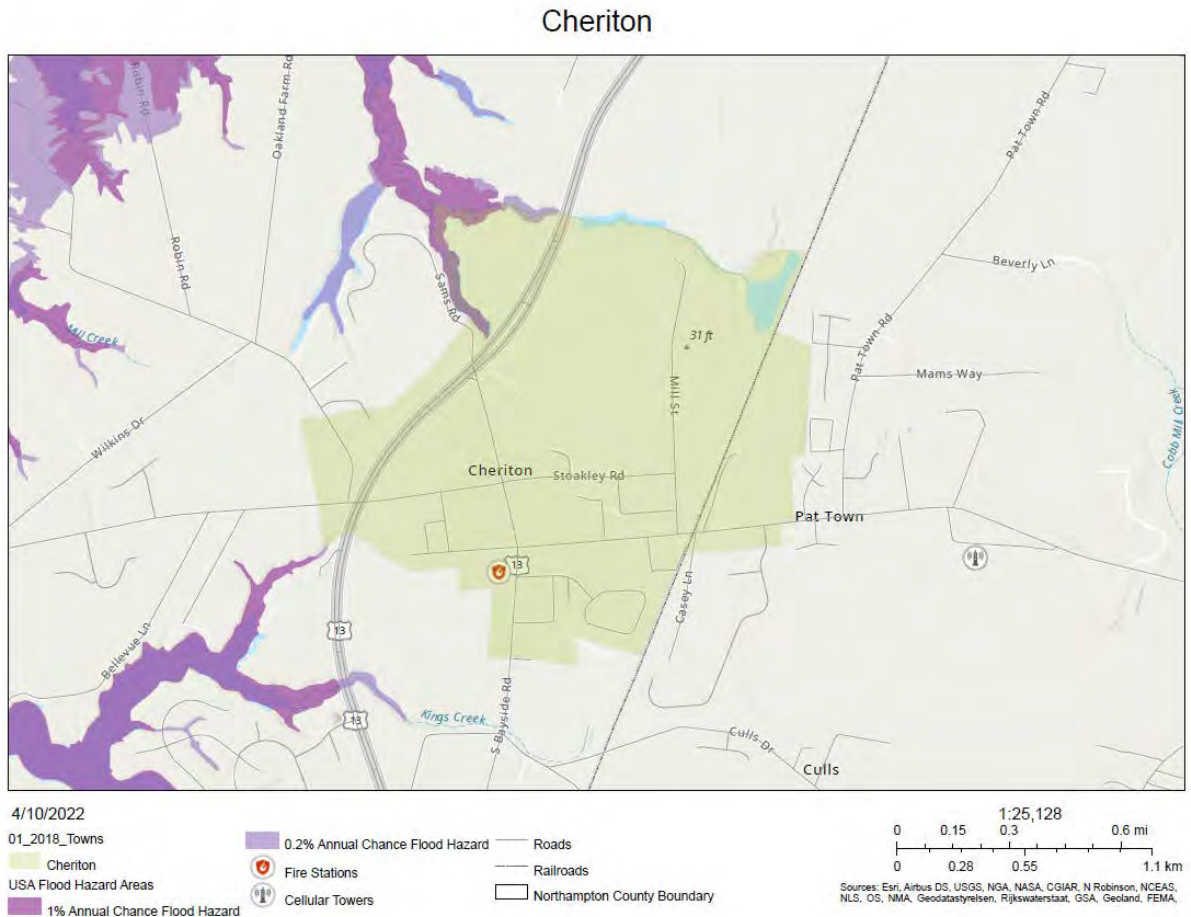 Cheriton
Robin Rd
Oakland Farm Rd
Pat Town Rd
Robin Rd
Sams Rd
Beverly Ln
Mill Creek
31 ft
Pat Town Rd
Mill St
Mams Way
Cobb Mill Creek
Wilkins Dr
Cheriton
Stoakley Rd
Pat Town
13
Casey Ln
13
Bellevue Ln
13
Kings Creek
S Bayside Rd
Culls Dr
Culls
4/10/2022
01_2018_Towns
Cheriton
USA Flood Hazard Areas
1% Annual Chance Flood Hazard
0.2% Annual Chance Flood Hazard
Fire Stations
Cellular Towers
Roads
Railroads
Northampton County Boundary
1:25,128
0 0.15 0.3 0.6 mi
0 0.28 0.55 1.1 km
Sources: Esri, Airbus DS, USGS, NGA, NASA, CGIAR, N Robinson, NCEAS,
NLS, OS, NMA, Geodatastyrelsen, Rijkswaterstaat, GSA, Geoland, FEMA,